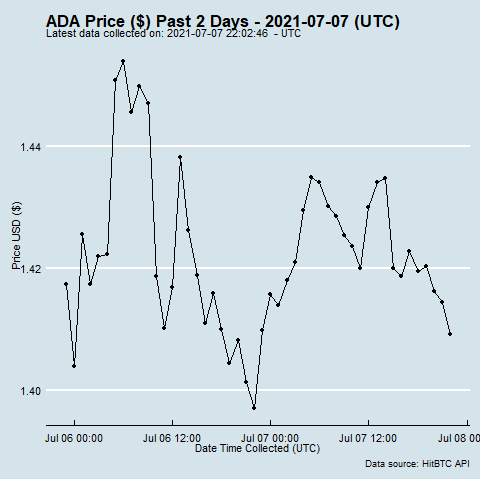 ADA Price ($) Past 2 Days - 2021-07-07 (UTC)
Latest data collected on: 2021-07-07 22:02:46  - UTC
Price USD ($)
1.44
1.42
1.40
Jul 06 00:00
Jul 06 12:00
Jul 07 00:00
Jul 07 12:00
Jul 08 00
Date Time Collected (UTC)
Data source: HitBTC API